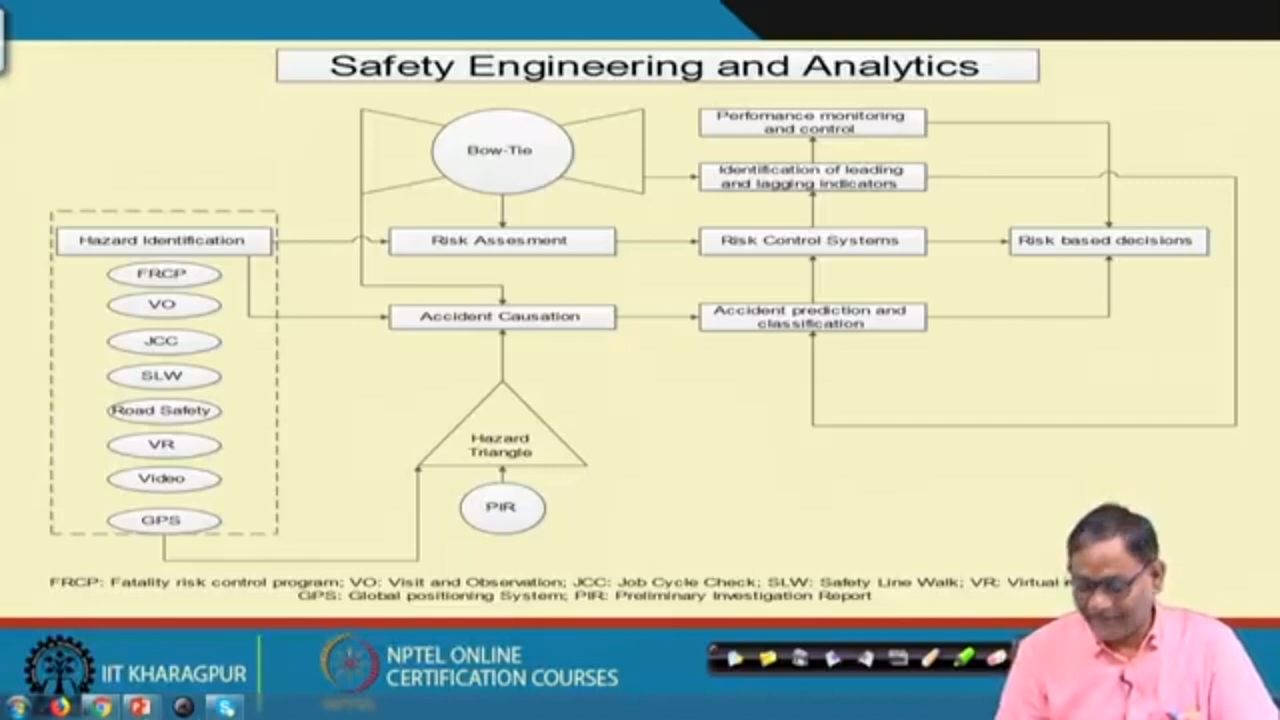 Safety Engineering and Analytics
Bow-Tie
Perfomance monitoring
and control
Identification of leading
and lagging indicators
Hazard Identification
Risk Assesment
Risk Control Systems
Risk based decisions
FRCP
VO
JCC
SLW
Road Safety
VR
Video
GPS
Accident Causation
Accident prediction and
classification
Hazard
Triangle
PIR
FRCP: Fatality risk control program; VO: Visit and Observation; JCC: Job Cycle Check; SLW: Safety Line Walk; VR: Virtual
GPS: Global positioning System; PIR: Preliminary Investigation Report
IIT KHARAGPUR
NPTEL ONLINE
CERTIFICATION COURSES